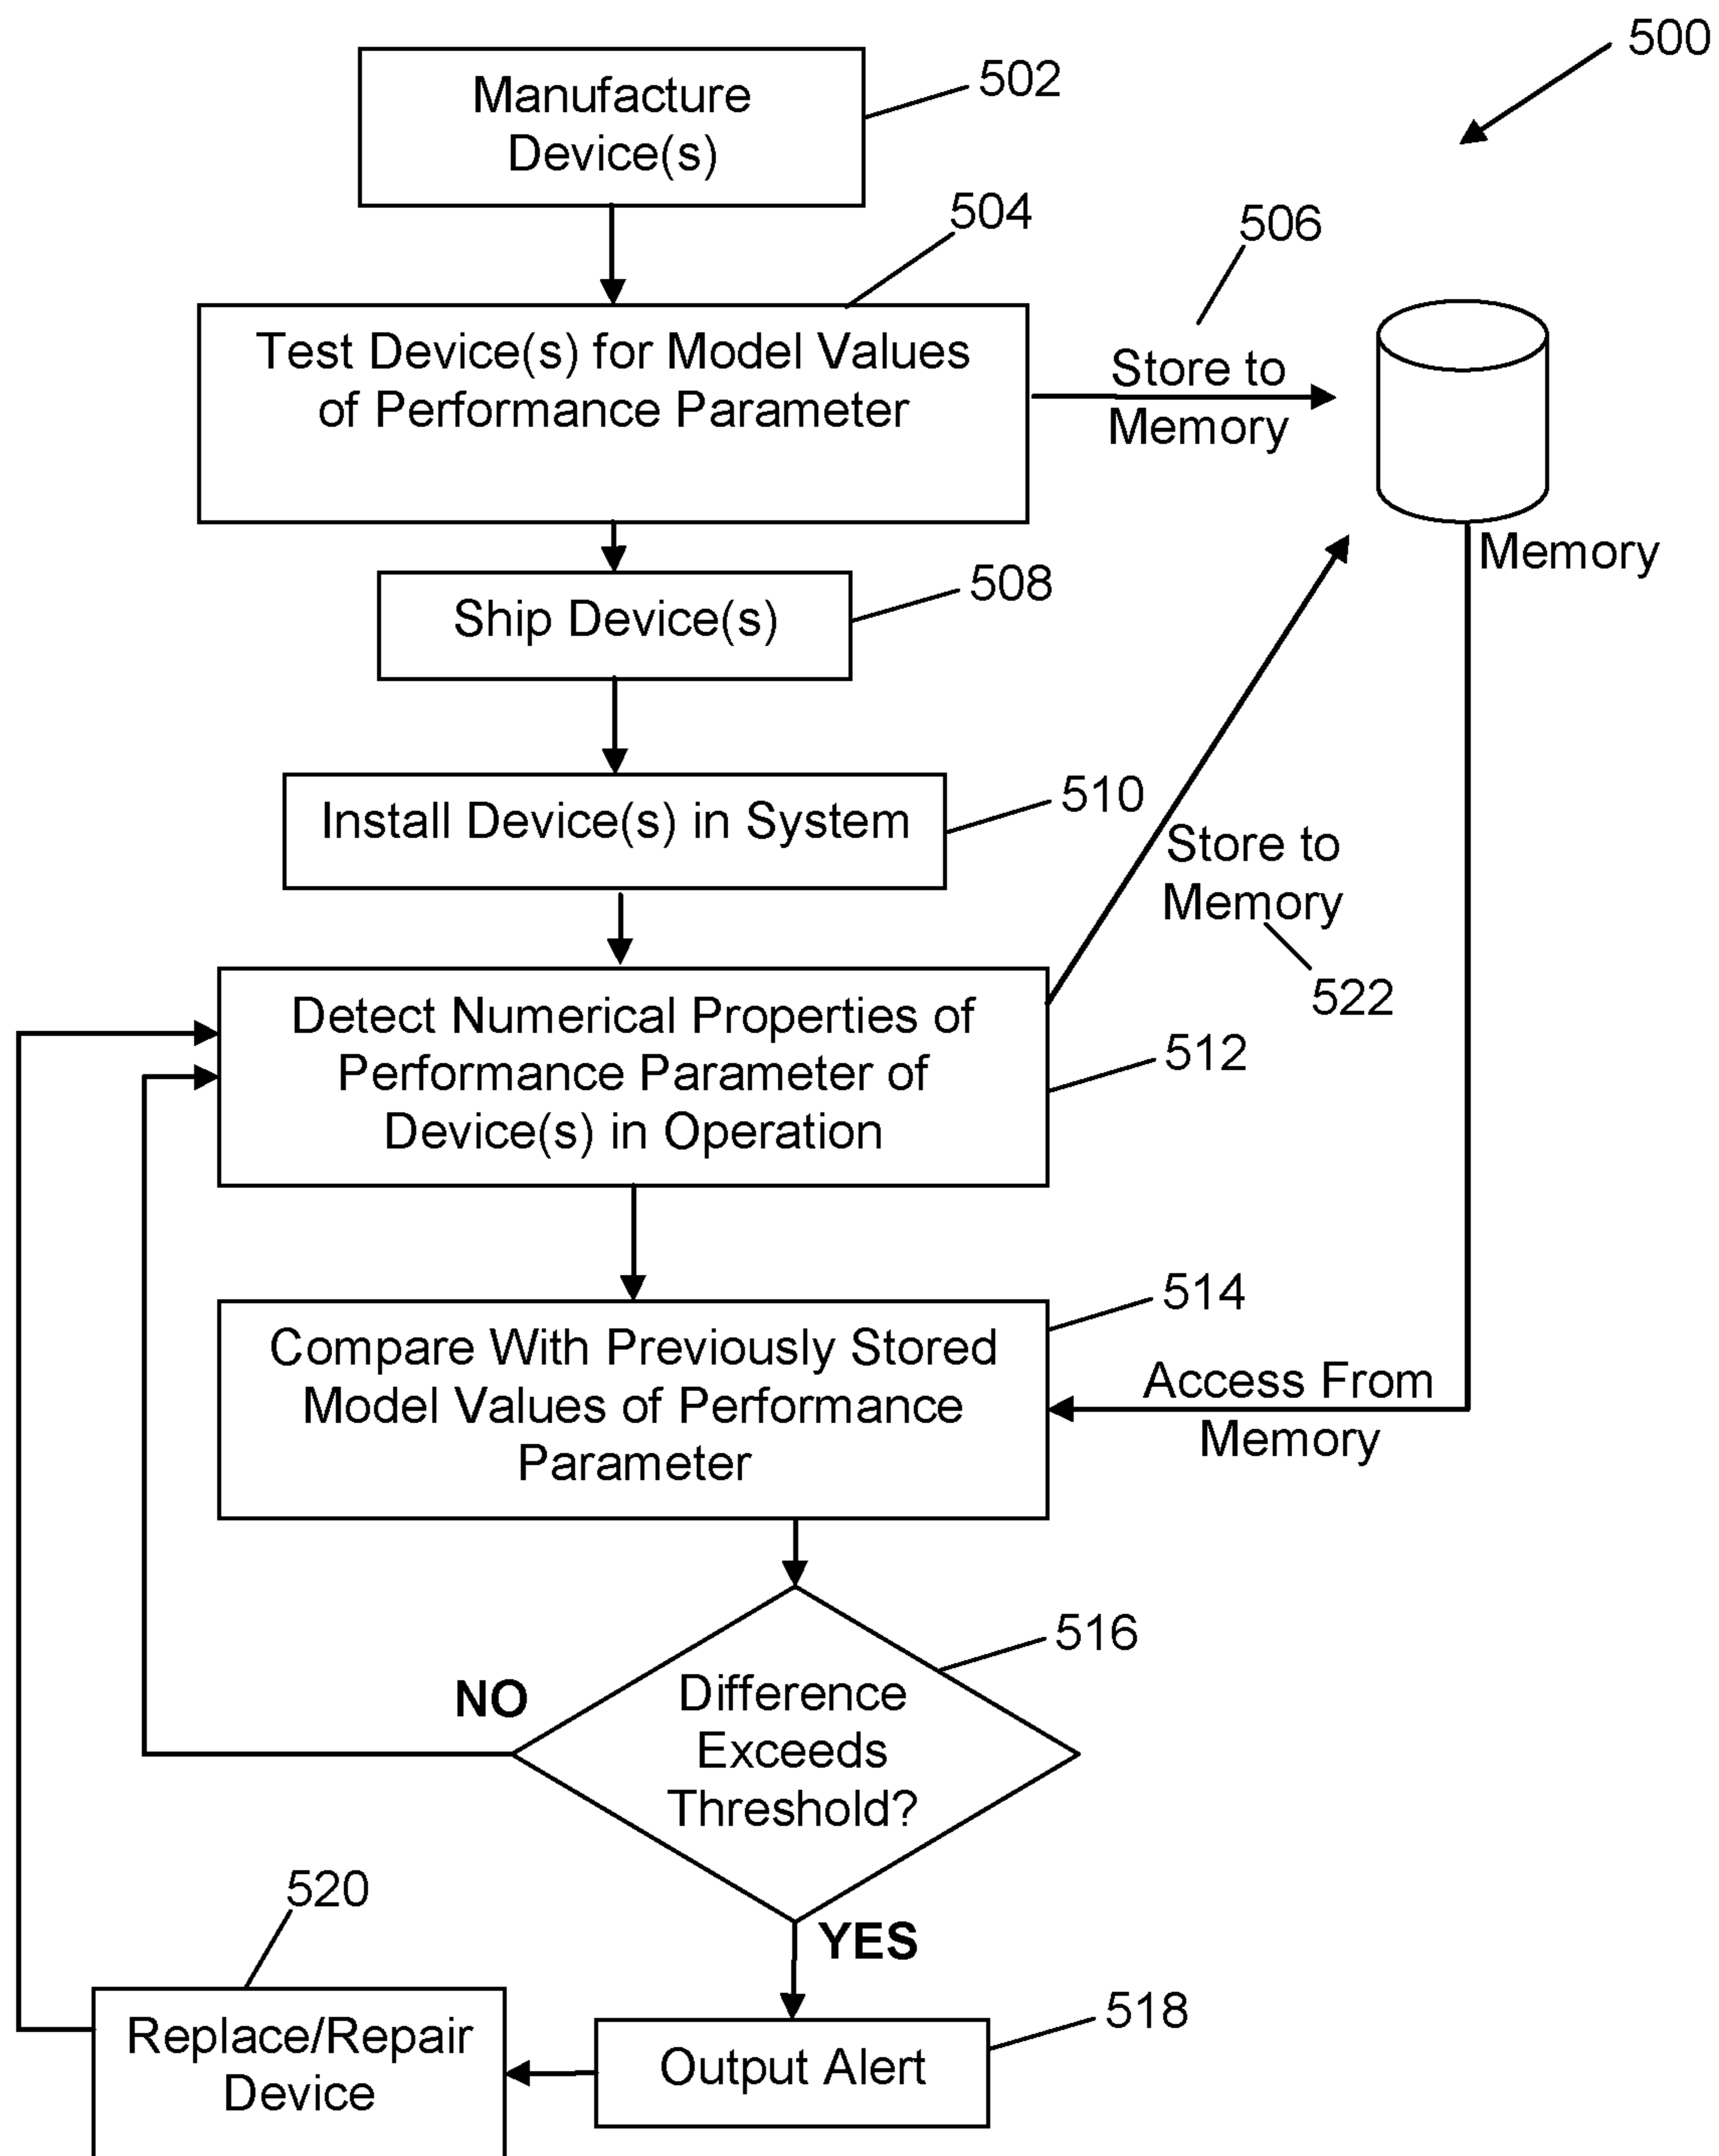 500
Manufacture
Device(s)
502
504
506
Test Device(s) for Model Values
of Performance Parameter
Store to
Memory
Memory
Ship Device(s)
508
Install Device(s) in System
510
Store to
Memory
522
Detect Numerical Properties of
Performance Parameter of
Device(s) in Operation
512
514
Compare With Previously Stored
Model Values of Performance
Parameter
Access From
Memory
516
Difference
Exceeds
Threshold?
NO
YES
520
518
Output Alert
Replace/Repair
Device